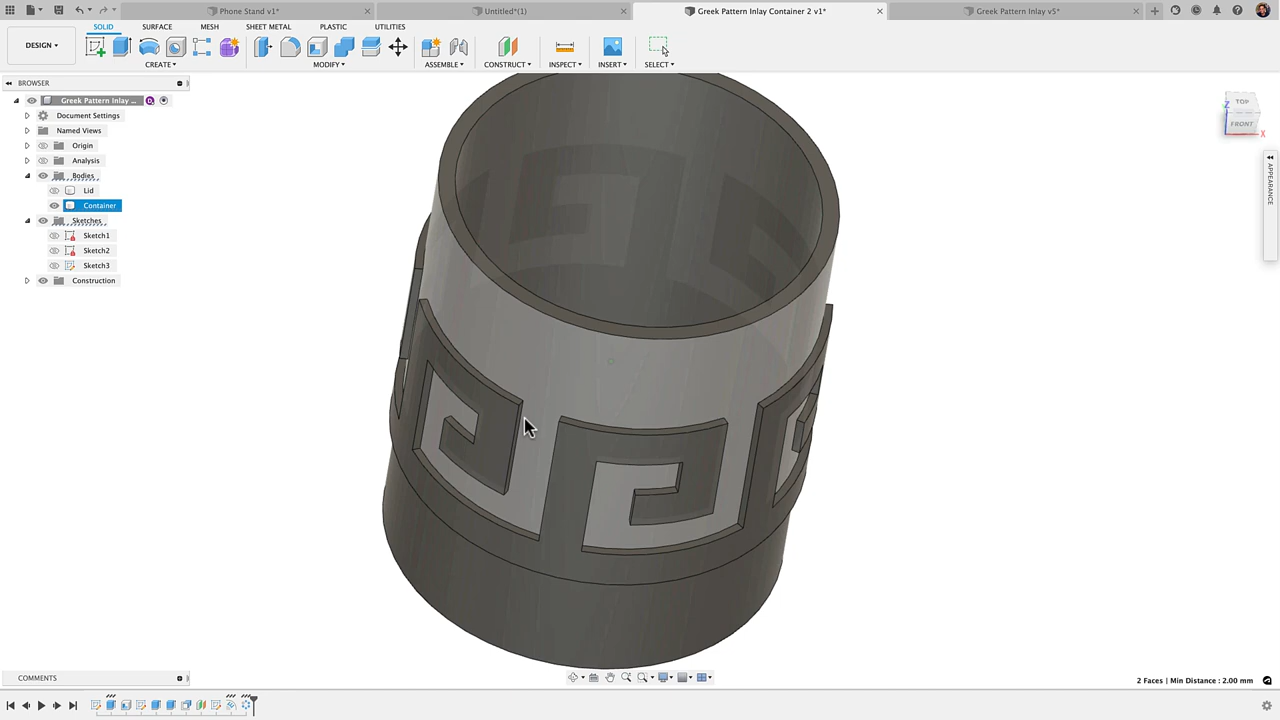 Phone Stand v1*
Untitled*(1)
Greek Pattern Inlay Container 2 v1*
Greek Pattern Inlay v5*
DESIGN
SOLID
SURFACE
MESH
SHEET METAL
PLASTIC
UTILITIES
CREATE
MODIFY
ASSEMBLE
CONSTRUCT
INSPECT
INSERT
SELECT
BROWSER
Greek Pattern Inlay ...
Document Settings
Named Views
Origin
Analysis
Bodies
Lid
Container
Sketches
Sketch1
Sketch2
Sketch3
Construction
TOP
FRONT
Z
X
APPEARANCE
COMMENTS
2 Faces | Min Distance : 2.00 mm